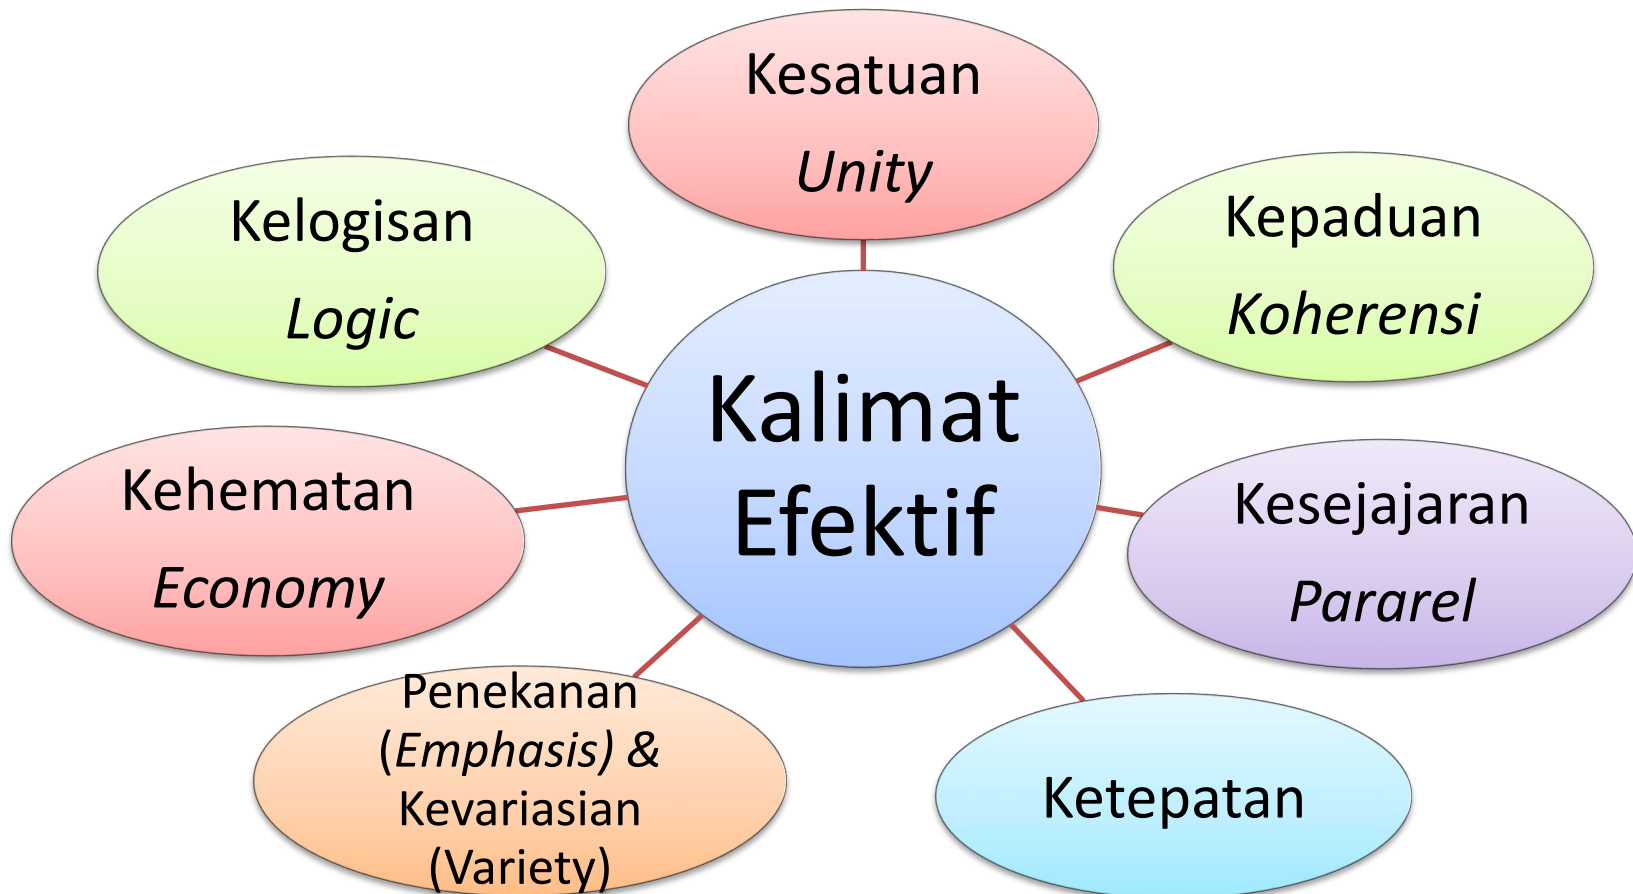 Kesatuan
Unity
Kepaduan
Koherensi
Kesejajaran
Pararel
Ketepatan
Penekanan
(Emphasis) &
Kevariasian
(Variety)
Kehematan
Economy
Kelogisan
Logic
Kalimat
Efektif